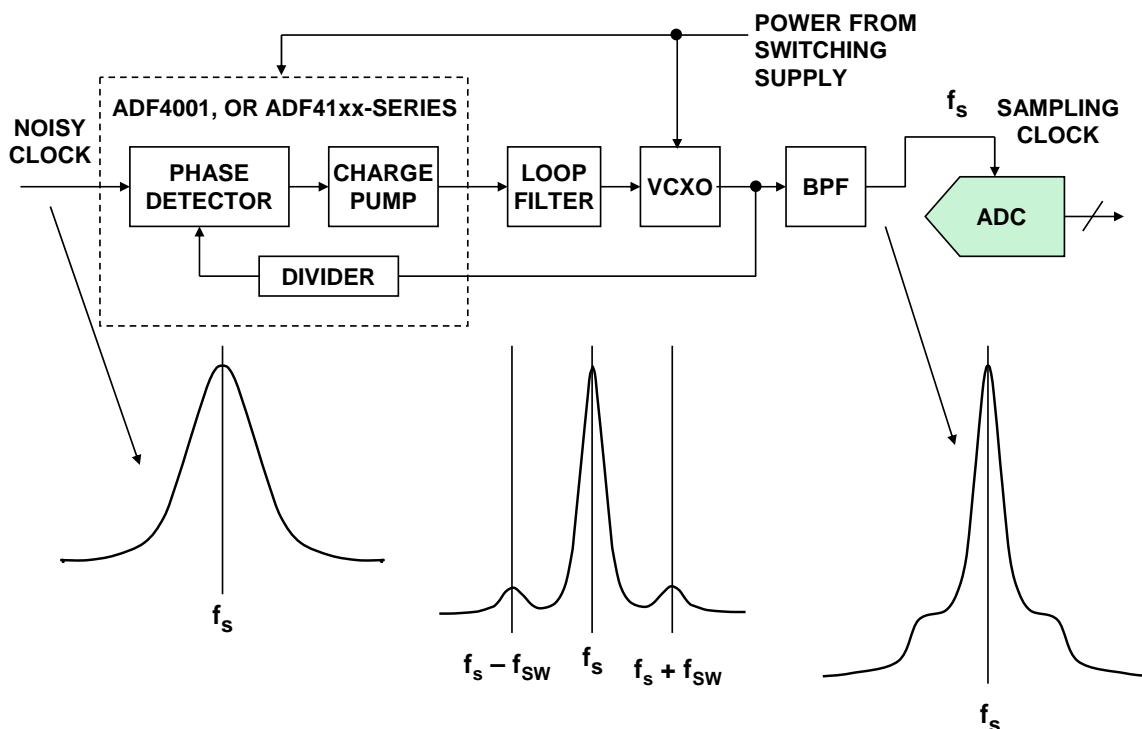 POWER FROM
SWITCHING
SUPPLY
ADF4001, OR ADF41xx-SERIES
NOISY
CLOCK
fs
SAMPLING
CLOCK
PHASE
DETECTOR
CHARGE
PUMP
LOOP
FILTER
VCXO
BPF
ADC
DIVIDER
fs
fs – fSW
fs
fs + fSW
fs